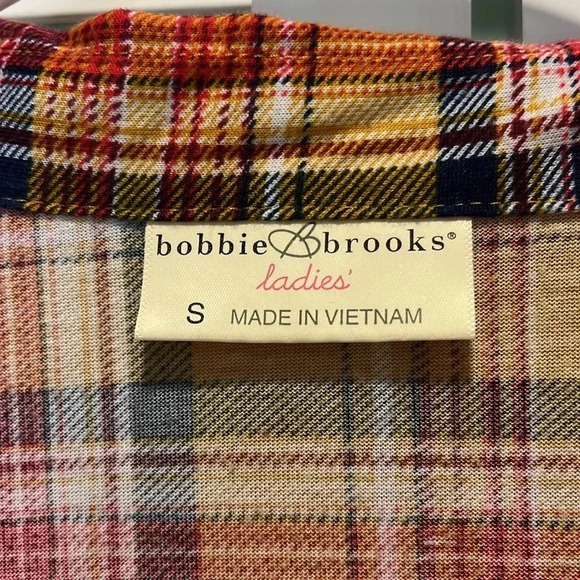 bobbie B brooks®
ladies'
S MADE IN VIETNAM